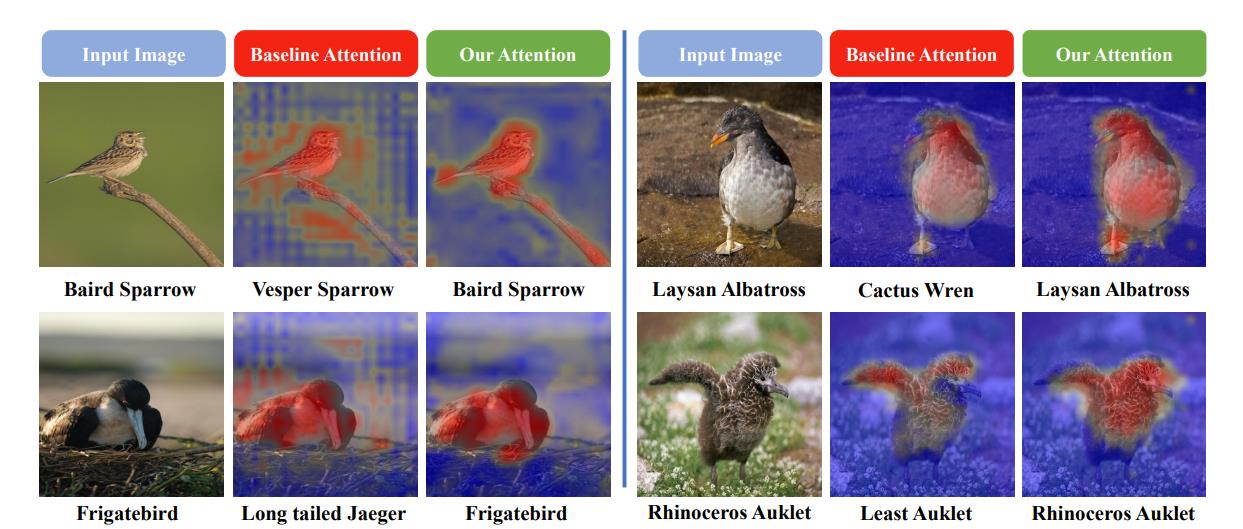 Input Image Baseline Attention Our Attention Input Image Baseline Attention Our Attention
Baird Sparrow Vesper Sparrow Baird Sparrow Laysan Albatross Cactus Wren Laysan Albatross
Frigatebird Long tailed Jaeger Frigatebird Rhinoceros Auklet Least Auklet Rhinoceros Auklet